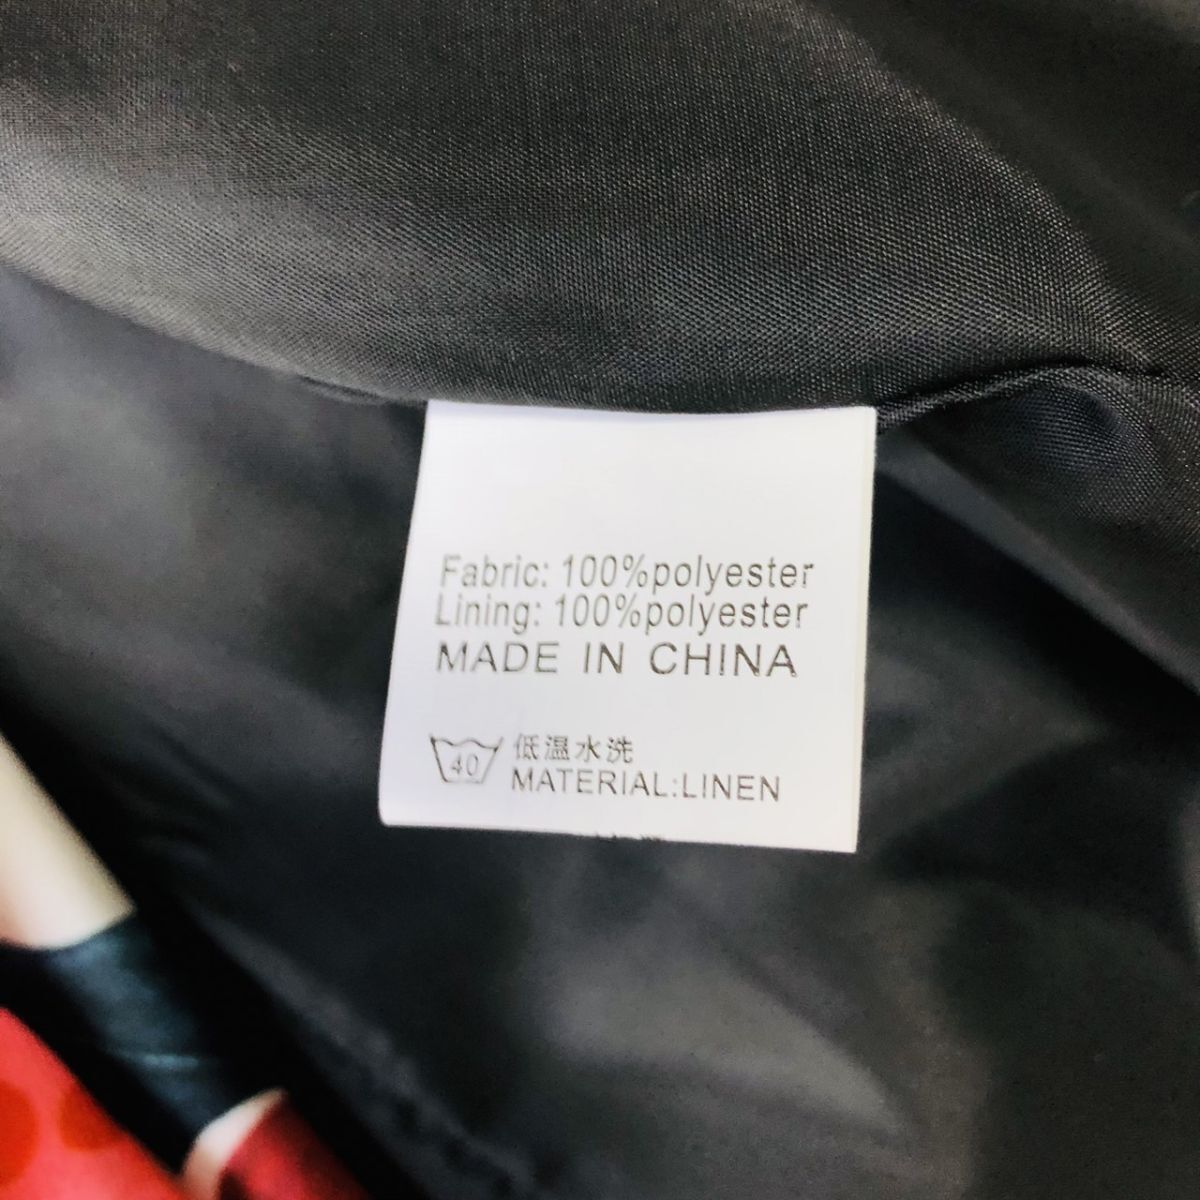 Fabric: 100%polyester
Lining: 100%polyester
MADE IN CHINA
40 低温水洗
MATERIAL:LINEN